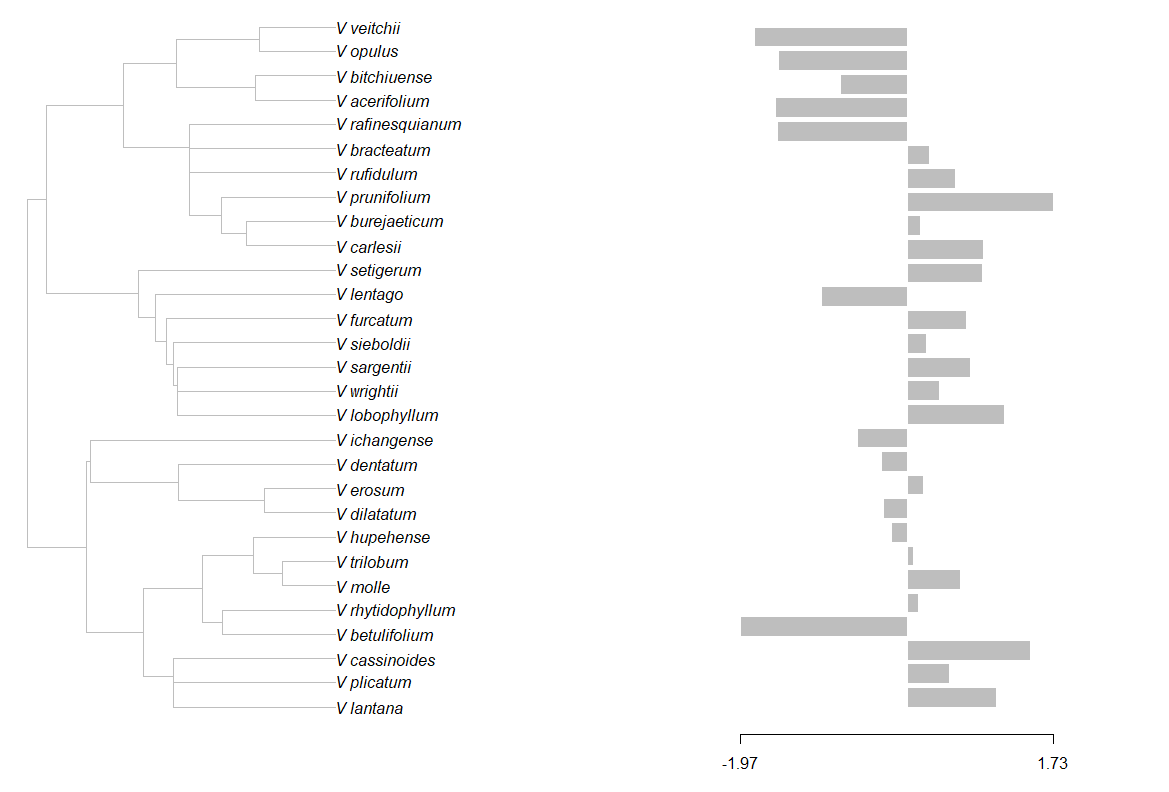 V veitchii
V opulus
V bitchiuense
V acerifolium
V rafinesquianum
V bracteatum
V rufidulum
V prunifolium
V burejaeticum
V carlesii
V setigerum
V lentago
V furcatum
V sieboldii
V sargentii
V wrightii
V lobophyllum
V ichangense
V dentatum
V erosum
V dilatatum
V hupehense
V trilobum
V molle
V rhytidophyllum
V betulifolium
V cassinoides
V plicatum
V lantana
-1.97 1.73